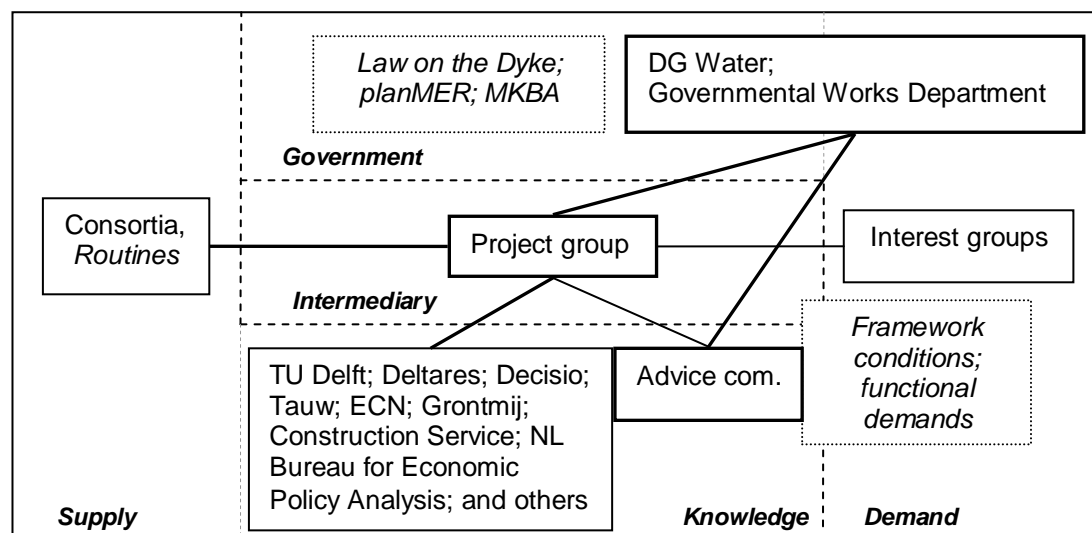 Law on the Dyke;
planMER; MKBA
DG Water;
Governmental Works Department
Government
Consortia,
Routines
Project group
Interest groups
Intermediary
TU Delft; Deltares; Decisio;
Tauw; ECN; Grontmij;
Construction Service; NL
Bureau for Economic
Policy Analysis; and others
Advice com.
Framework
conditions;
functional
demands
Supply
Knowledge
Demand